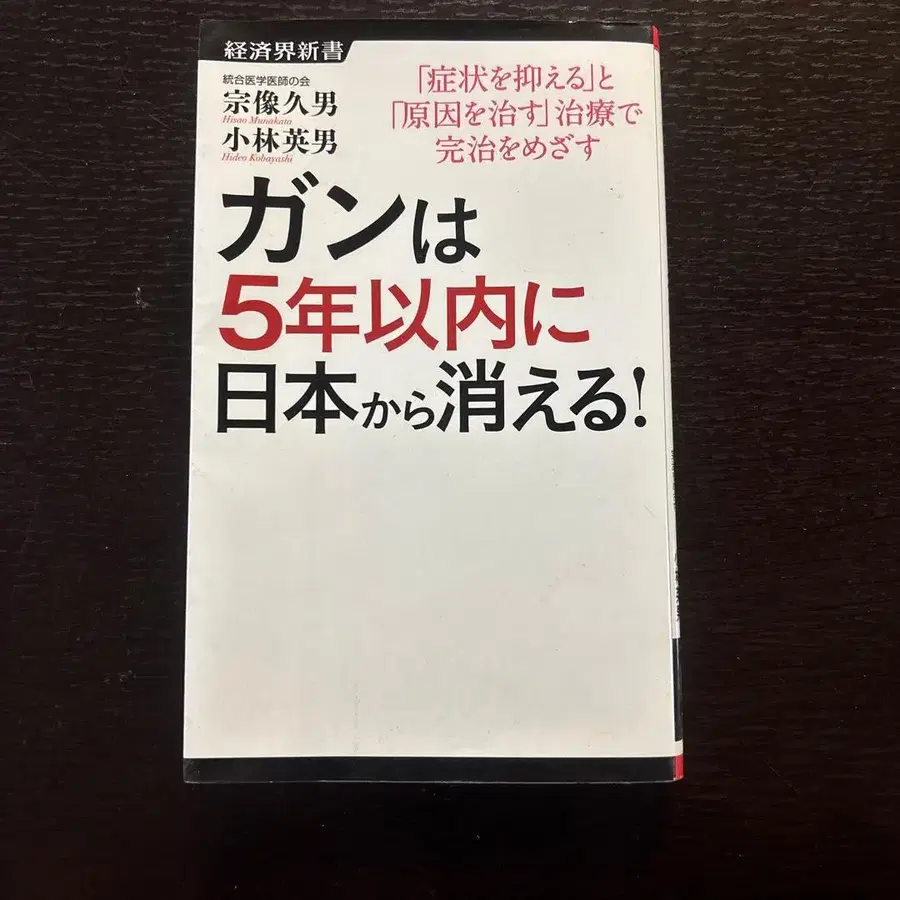 経済界新書
統合医学医師の会
宗像久男
Hisao Munakata
小林英男
Hideo Kobayashi
「症状を抑える」と
「原因を治す」治療で
完治をめざす
ガンは
5年以内に
日本から消える!